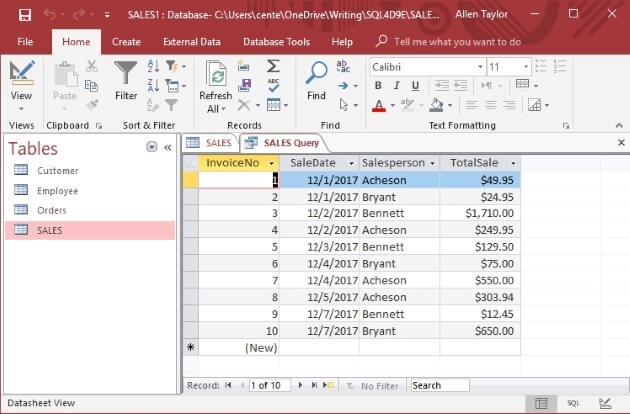 SALES1 : Database- C:\Users\cente\OneDrive\Writing\SQL4D9E\SALE... Allen Taylor
File Home Create External Data Database Tools Help Tell me what you want to do
View
Filter
Refresh All
Find
Calibri 11
B I U
A
Views Clipboard Sort & Filter Records Find Text Formatting
Tables
Customer
Employee
Orders
SALES
SALES SALES Query
InvoiceNo SaleDate Salesperson TotalSale
1 12/1/2017 Acheson $49.95
2 12/1/2017 Bryant $24.95
3 12/2/2017 Bennett $1,710.00
4 12/2/2017 Acheson $249.95
5 12/3/2017 Bennett $129.50
6 12/4/2017 Bryant $75.00
7 12/4/2017 Acheson $550.00
8 12/5/2017 Acheson $303.94
9 12/7/2017 Bennett $12.45
10 12/7/2017 Bryant $650.00
(New)
Record: 1 of 10 No Filter Search
Datasheet View SQL